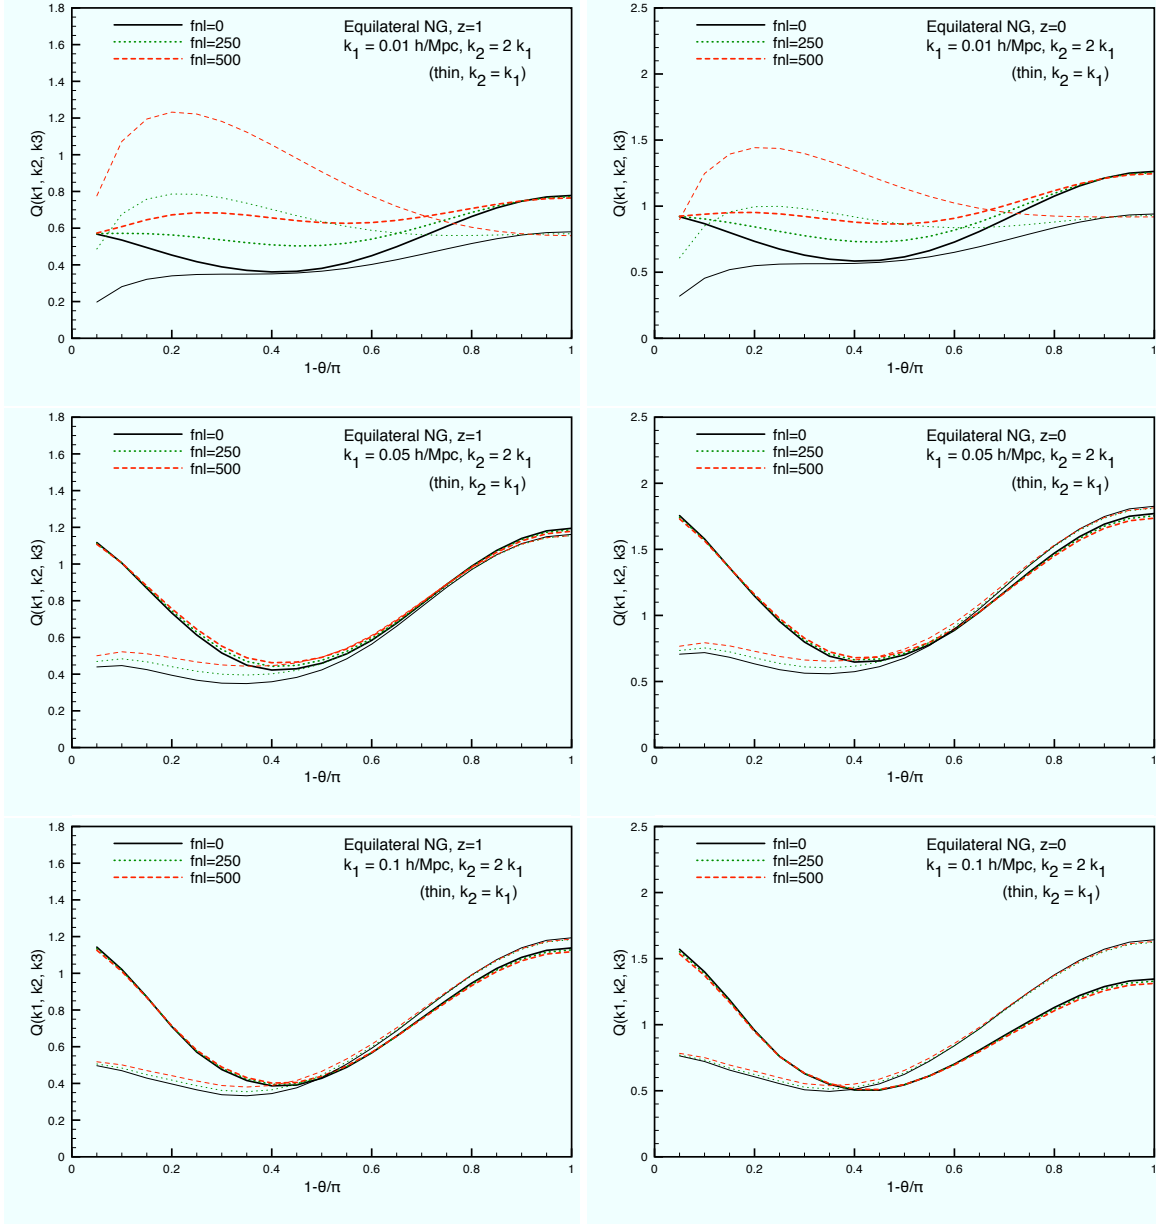 1.8
1.6
1.4
1.2
1
0.8
0.6
0.4
0.2
0
0 0.2 0.4 0.6 0.8 1
Q(k1, k2, k3)
1-θ/π
fnl=0
fnl=250
fnl=500
Equilateral NG, z=1
k1 = 0.01 h/Mpc, k2 = 2 k1
(thin, k2 = k1)
2.5
2
1.5
1
0.5
0
0 0.2 0.4 0.6 0.8 1
Q(k1, k2, k3)
1-θ/π
fnl=0
fnl=250
fnl=500
Equilateral NG, z=0
k1 = 0.01 h/Mpc, k2 = 2 k1
(thin, k2 = k1)
1.8
1.6
1.4
1.2
1
0.8
0.6
0.4
0.2
0
0 0.2 0.4 0.6 0.8 1
Q(k1, k2, k3)
1-θ/π
fnl=0
fnl=250
fnl=500
Equilateral NG, z=1
k1 = 0.05 h/Mpc, k2 = 2 k1
(thin, k2 = k1)
2.5
2
1.5
1
0.5
0
0 0.2 0.4 0.6 0.8 1
Q(k1, k2, k3)
1-θ/π
fnl=0
fnl=250
fnl=500
Equilateral NG, z=0
k1 = 0.05 h/Mpc, k2 = 2 k1
(thin, k2 = k1)
1.8
1.6
1.4
1.2
1
0.8
0.6
0.4
0.2
0
0 0.2 0.4 0.6 0.8 1
Q(k1, k2, k3)
1-θ/π
fnl=0
fnl=250
fnl=500
Equilateral NG, z=1
k1 = 0.1 h/Mpc, k2 = 2 k1
(thin, k2 = k1)
2.5
2
1.5
1
0.5
0
0 0.2 0.4 0.6 0.8 1
Q(k1, k2, k3)
1-θ/π
fnl=0
fnl=250
fnl=500
Equilateral NG, z=0
k1 = 0.1 h/Mpc, k2 = 2 k1
(thin, k2 = k1)